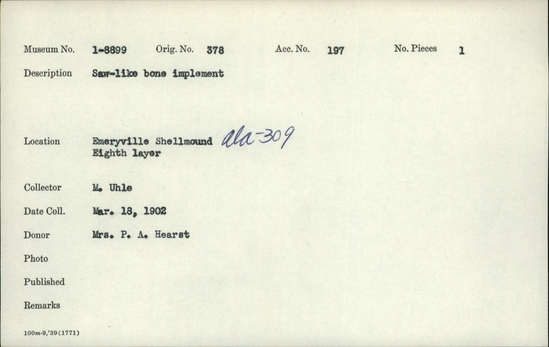 Museum No. 1-8899 Orig. No. 378 Acc. No. 197 No. Pieces 1
Description Saw-like bone implement
Location Emeryville Shellmound Ala-309
Eighth layer
Collector M. Uhle
Date Coll. Mar. 18, 1902
Donor Mrs. P. A. Hearst
Photo
Published
Remarks
100m-9,'39(1771)